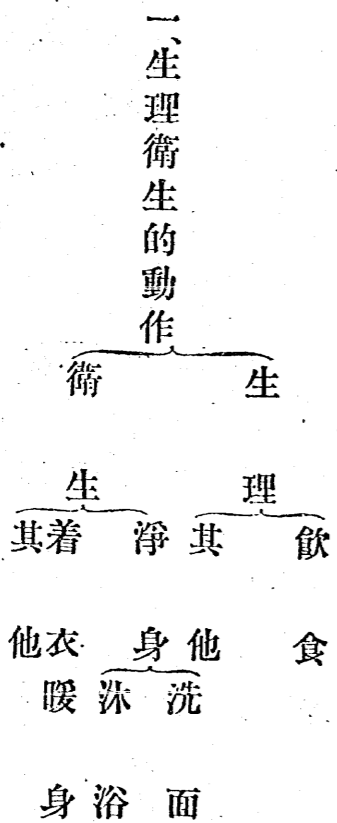 一、生理衛生的動作
生理
飲食
其他
衛生
淨身
洗面
沐浴
着衣暖身
其他